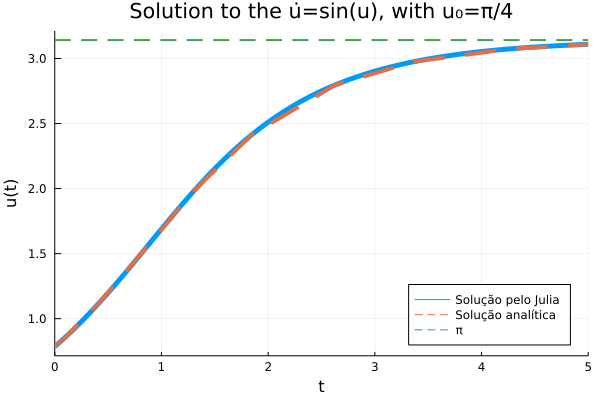 Solution to the u̇=sin(u), with u₀=π/4
u(t)
3.0
2.5
2.0
1.5
1.0
0
1
2
3
4
5
t
Solução pelo Julia
Solução analítica
π